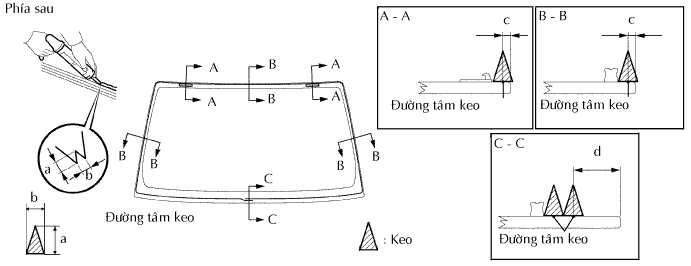 Phía sau
a
b
b
a
A
A
B
B
A
A
B
B
B
B
C
C
Đường tâm keo
: Keo
A - A
c
Đường tâm keo
B - B
c
Đường tâm keo
C - C
d
Đường tâm keo